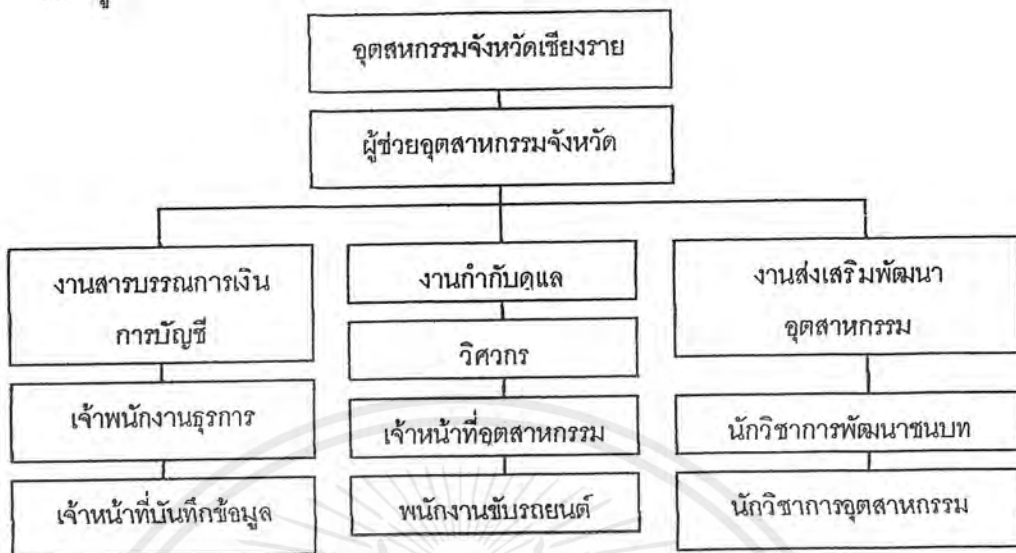 อุตสหกรรมจังหวัดเชียงราย
ผู้ช่วยอุตสาหกรรมจังหวัด
งานสารบรรณการเงิน
การบัญชี
เจ้าพนักงานธุรการ
เจ้าหน้าที่บันทึกข้อมูล
งานกำกับดูแล
วิศวกร
เจ้าหน้าที่อุตสาหกรรม
พนักงานขับรถยนต์
งานส่งเสริมพัฒนา
อุตสาหกรรม
นักวิชาการพัฒนาชนบท
นักวิชาการอุตสาหกรรม